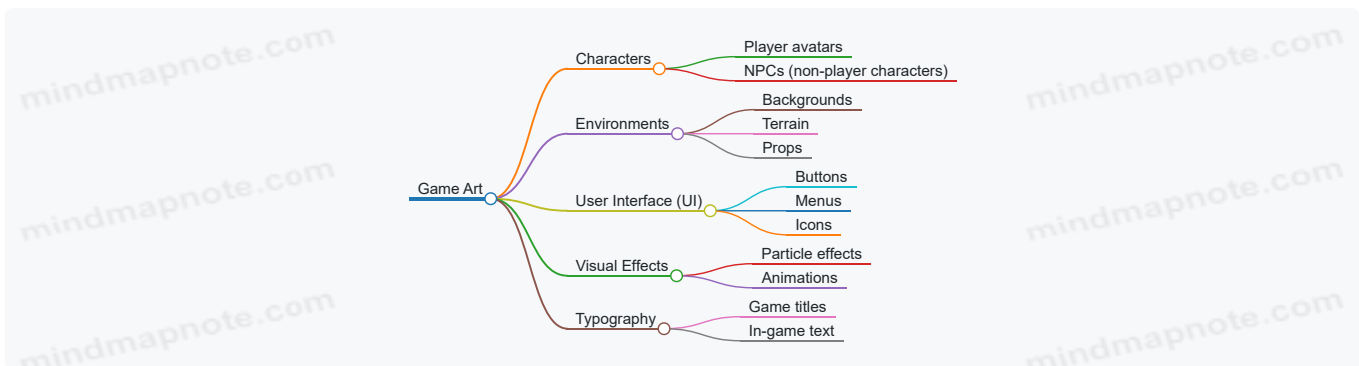 mindmapnote.com
mindmapnote.com
mindmapnote.com
mindmapnote.com
mindmapnote.com
mindmapnote.com
Game Art
Characters
Player avatars
NPCs (non-player characters)
Environments
Backgrounds
Terrain
Props
User Interface (UI)
Buttons
Menus
Icons
Visual Effects
Particle effects
Animations
Typography
Game titles
In-game text